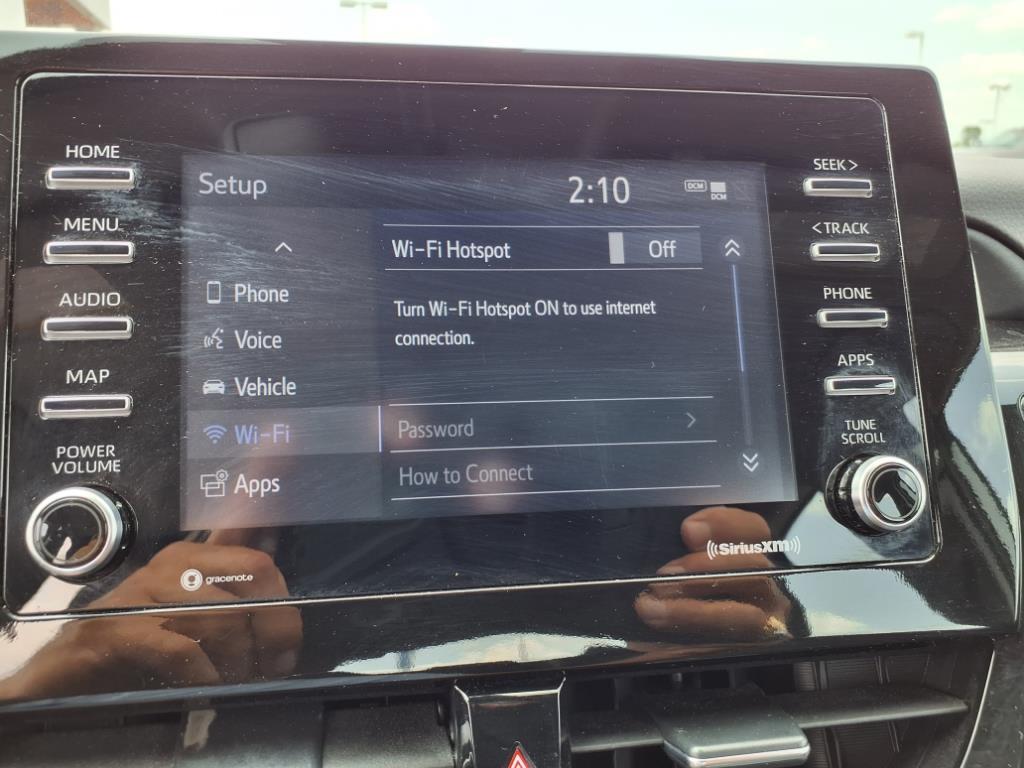 HOME
MENU
AUDIO
MAP
POWER
VOLUME
Setup
2:10
DCM
DCM
Phone
Voice
Vehicle
Wi-Fi
Apps
Wi-Fi Hotspot
Off
Turn Wi-Fi Hotspot ON to use internet
connection.
Password
How to Connect
SEEK >
< TRACK
PHONE
APPS
TUNE
SCROLL
g gracenote
((SiriusXM))